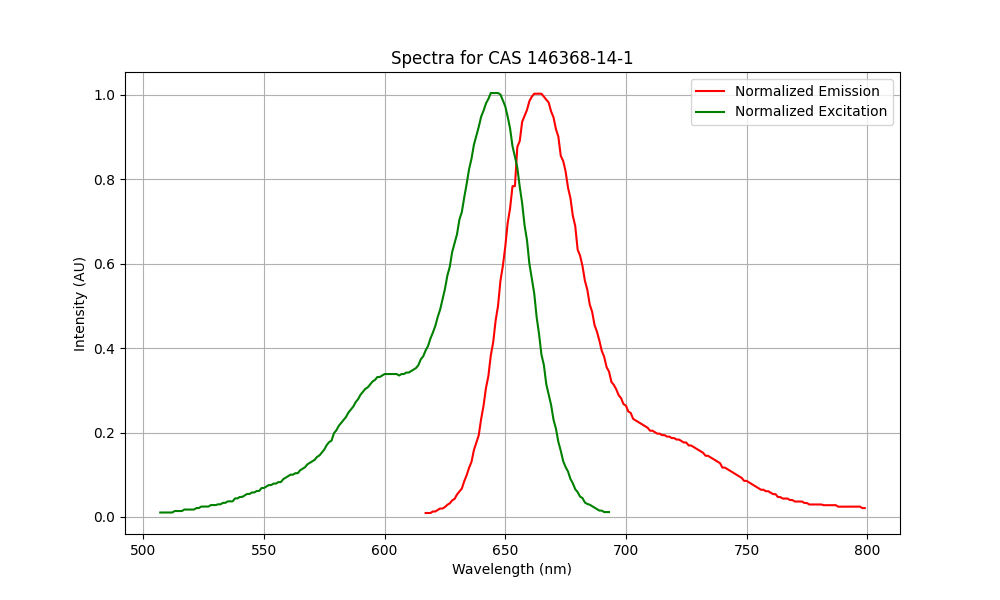 Spectra for CAS 146368-14-1
Normalized Emission
Normalized Excitation
Intensity (AU)
1.0
0.8
0.6
0.4
0.2
0.0
500 550 600 650 700 750 800
Wavelength (nm)